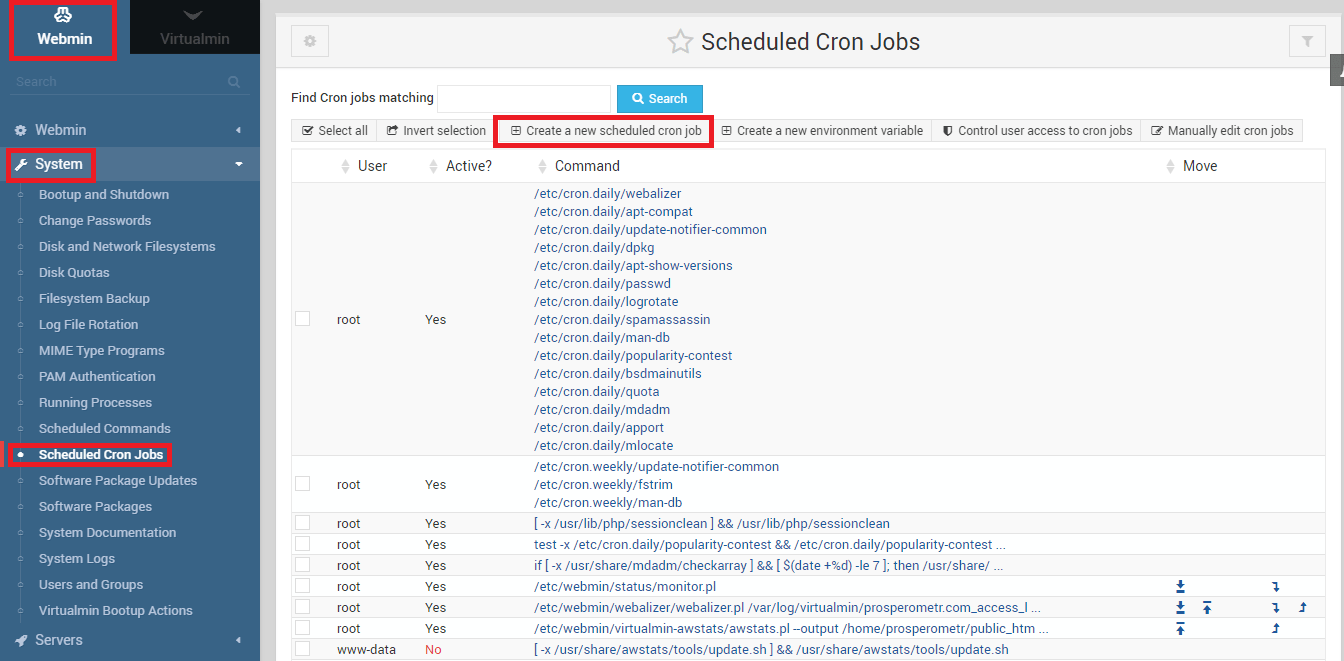 Webmin
Virtualmin
Search
Webmin
System
Bootup and Shutdown
Change Passwords
Disk and Network Filesystems
Disk Quotas
Filesystem Backup
Log File Rotation
MIME Type Programs
PAM Authentication
Running Processes
Scheduled Commands
Scheduled Cron Jobs
Software Package Updates
Software Packages
System Documentation
System Logs
Users and Groups
Virtualmin Bootup Actions
Servers
Scheduled Cron Jobs
Find Cron jobs matching Search
Select all Invert selection Create a new scheduled cron job Create a new environment variable Control user access to cron jobs Manually edit cron jobs
User Active? Command Move
/etc/cron.daily/webalizer
/etc/cron.daily/apt-compat
/etc/cron.daily/update-notifier-common
/etc/cron.daily/dpkg
/etc/cron.daily/apt-show-versions
/etc/cron.daily/passwd
/etc/cron.daily/logrotate
root Yes /etc/cron.daily/spamassassin
/etc/cron.daily/man-db
/etc/cron.daily/popularity-contest
/etc/cron.daily/bsdmainutils
/etc/cron.daily/quota
/etc/cron.daily/mdadm
/etc/cron.daily/apport
/etc/cron.daily/mlocate
/etc/cron.weekly/update-notifier-common
root Yes /etc/cron.weekly/fstrim
/etc/cron.weekly/man-db
root Yes [ -x /usr/lib/php/sessionclean ] && /usr/lib/php/sessionclean
root Yes test -x /etc/cron.daily/popularity-contest && /etc/cron.daily/popularity-contest ...
root Yes if [ -x /usr/share/mdadm/checkarray ] && [ $(date +%d) -le 7 ]; then /usr/share/ ...
root Yes /etc/webmin/status/monitor.pl
root Yes /etc/webmin/webalizer/webalizer.pl /var/log/virtualmin/prosperometr.com_access_l ...
root Yes /etc/webmin/virtualmin-awstats/awstats.pl --output /home/prosperometr/public_htm ...
www-data No [ -x /usr/share/awstats/tools/update.sh ] && /usr/share/awstats/tools/update.sh